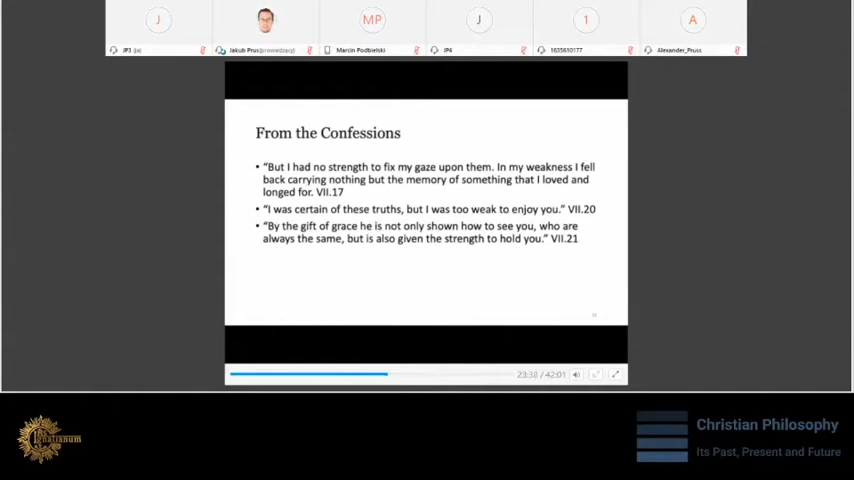 J
MP
J
1
A
JP3 (ja)
Jakub Prus(prowadzący)
Marcin Podbielski
JP4
1635610177
Alexander_Pruss
From the Confessions
• "But I had no strength to fix my gaze upon them. In my weakness I fell
back carrying nothing but the memory of something that I loved and
longed for. VII.17
• "I was certain of these truths, but I was too weak to enjoy you." VII.20
• "By the gift of grace he is not only shown how to see you, who are
always the same, but is also given the strength to hold you." VII.21
23:38 / 42:01
Ignatianum
Christian Philosophy
Its Past, Present and Future